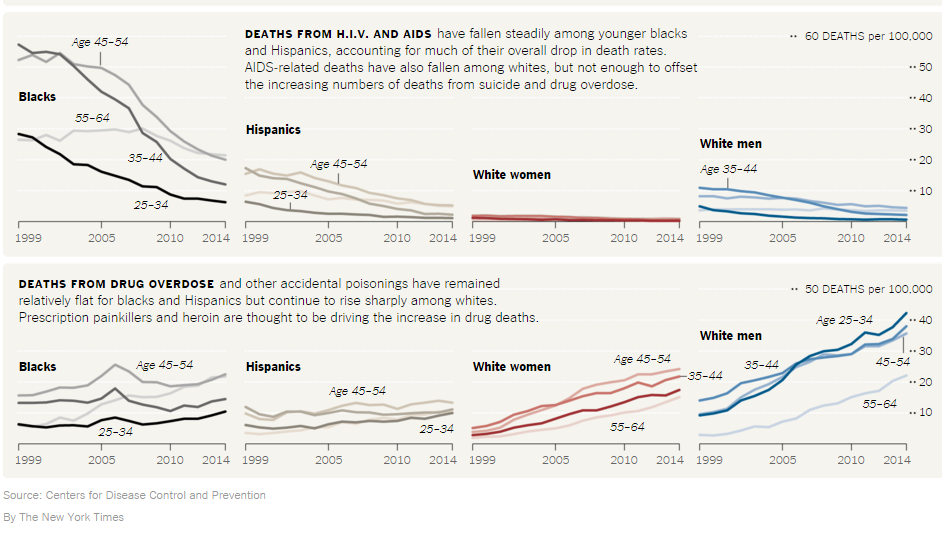 DEATHS FROM H.I.V. AND AIDS have fallen steadily among younger blacks
and Hispanics, accounting for much of their overall drop in death rates.
AIDS-related deaths have also fallen among whites, but not enough to offset
the increasing numbers of deaths from suicide and drug overdose.
60 DEATHS per 100,000
50
40
30
20
10
Blacks
Age 45–54
55–64
35–44
25–34
1999 2005 2010 2014
Hispanics
Age 45–54
25–34
1999 2005 2010 2014
White women
1999 2005 2010 2014
White men
Age 35–44
1999 2005 2010 2014
DEATHS FROM DRUG OVERDOSE and other accidental poisonings have remained
relatively flat for blacks and Hispanics but continue to rise sharply among whites.
Prescription painkillers and heroin are thought to be driving the increase in drug deaths.
50 DEATHS per 100,000
40
30
20
10
Blacks
Age 45–54
25–34
1999 2005 2010 2014
Hispanics
Age 45–54
25–34
1999 2005 2010 2014
White women
Age 45–54
35–44
55–64
1999 2005 2010 2014
White men
Age 25–34
35–44
45–54
55–64
1999 2005 2010 2014
Source: Centers for Disease Control and Prevention
By The New York Times